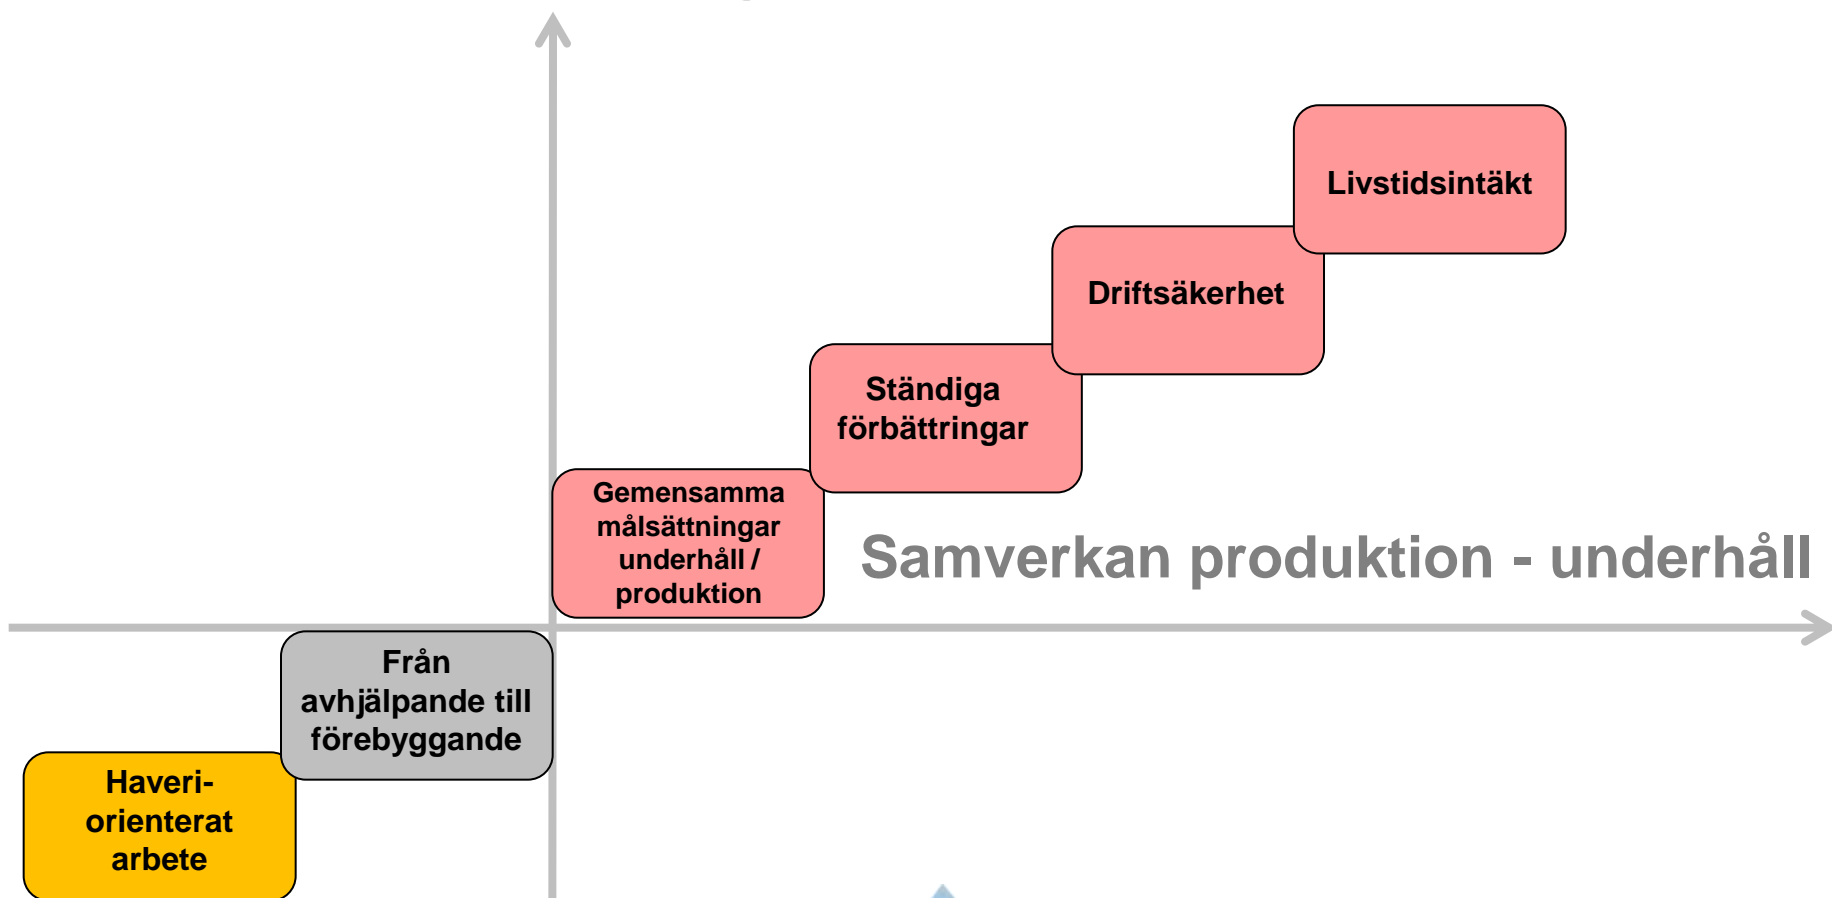 Livstidsintäkt
Driftsäkerhet
Ständiga
förbättringar
Gemensamma
målsättningar
underhåll /
produktion
Samverkan produktion - underhåll
Från
avhjälpande till
förebyggande
Haveri-
orienterat
arbete